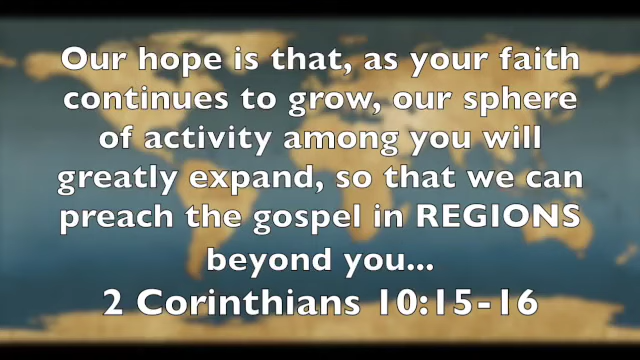 Our hope is that, as your faith
continues to grow, our sphere
of activity among you will
greatly expand, so that we can
preach the gospel in REGIONS
beyond you...
2 Corinthians 10:15-16